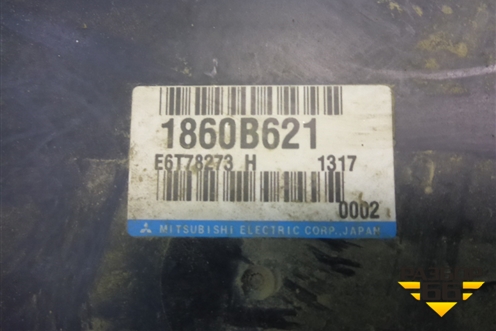 1860B621
E6T78273 H 1317
0002
MITSUBISHI ELECTRIC CORP., JAPAN